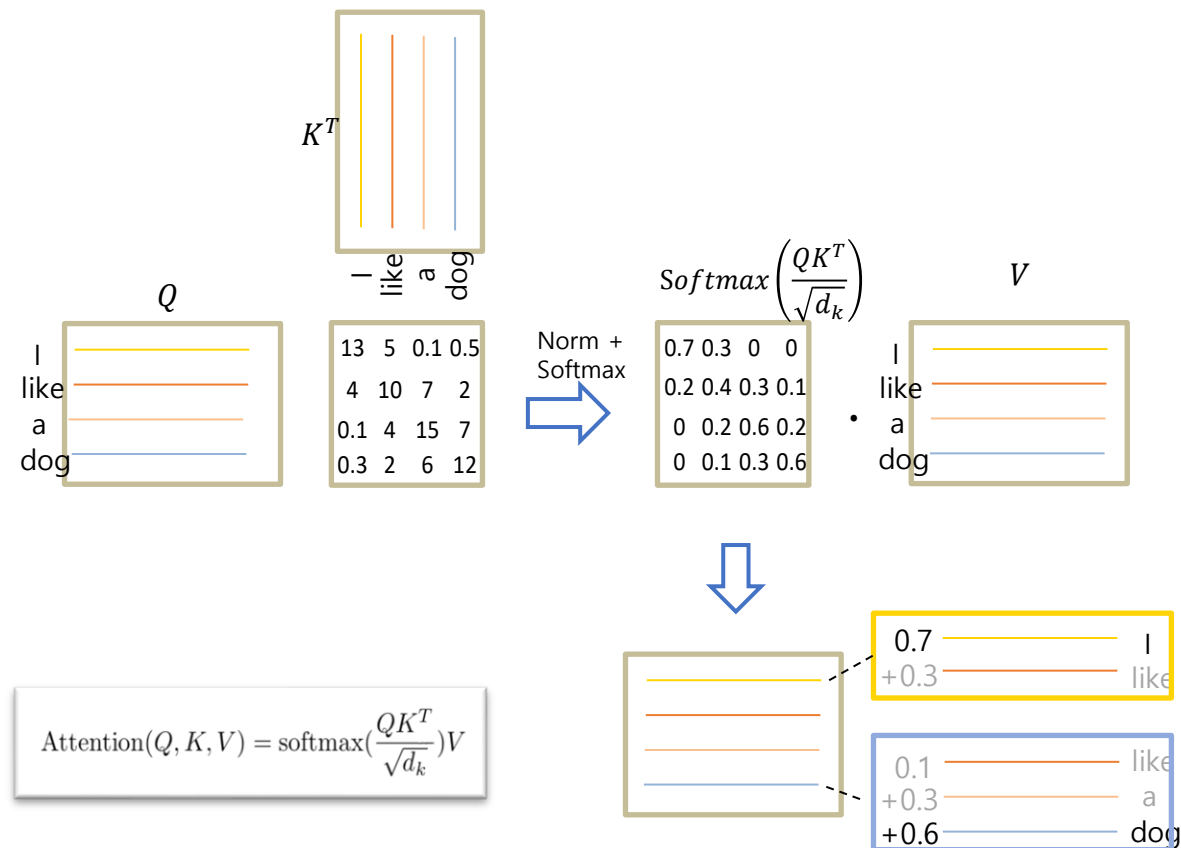 K^T
I like a dog
Q
I
like
a
dog
13 5 0.1 0.5
4 10 7 2
0.1 4 15 7
0.3 2 6 12
Norm +
Softmax
Softmax(QK^T/√d_k)
0.7 0.3 0 0
0.2 0.4 0.3 0.1
0 0.2 0.6 0.2
0 0.1 0.3 0.6
·
V
I
like
a
dog
0.7 I
+0.3 like
0.1 like
+0.3 a
+0.6 dog
Attention(Q, K, V) = softmax(QK^T/√d_k)V